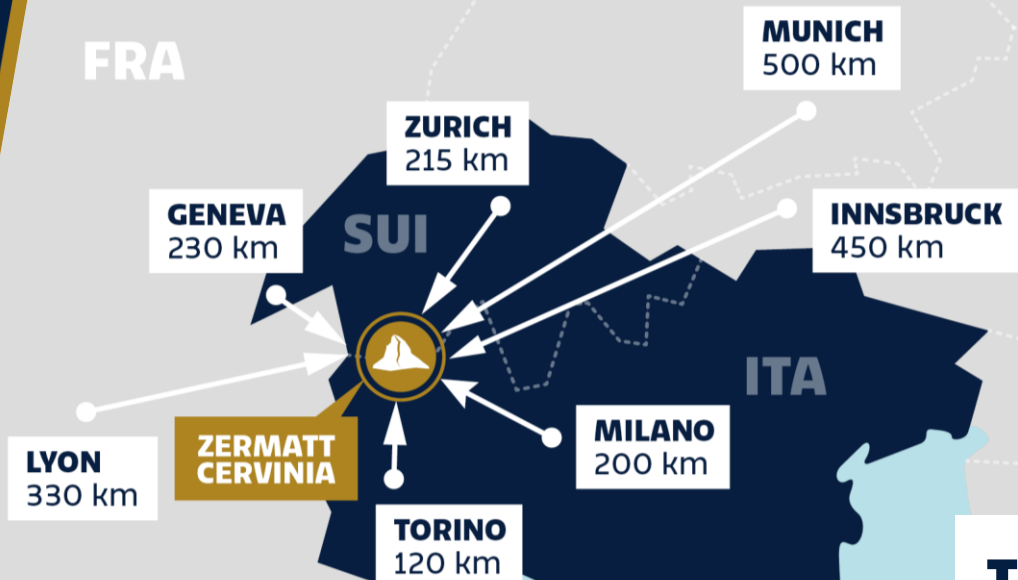 FRA
MUNICH
500 km
ZURICH
215 km
GENEVA
230 km
SUI
INNSBRUCK
450 km
ITA
ZERMATT
CERVINIA
MILANO
200 km
LYON
330 km
TORINO
120 km